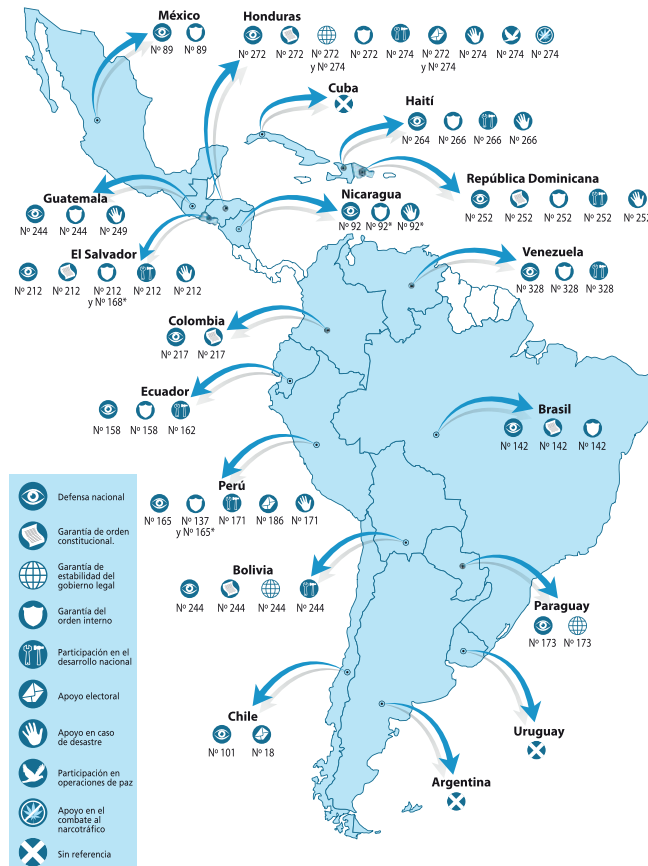 México
Nº 89 Nº 89
Honduras
Nº 272 Nº 272 Nº 272 Nº 272 Nº 274 Nº 272 Nº 274 Nº 274 Nº 274
y Nº 274 y Nº 274
Cuba
Haití
Nº 264 Nº 266 Nº 266 Nº 266
República Dominicana
Nº 252 Nº 252 Nº 252 Nº 252 Nº 252
Guatemala
Nº 244 Nº 244 Nº 249
Nicaragua
Nº 92 Nº 92* Nº 92*
El Salvador
Nº 212 Nº 212 Nº 212 Nº 212 Nº 212
y Nº 168*
Venezuela
Nº 328 Nº 328 Nº 328
Colombia
Nº 217 Nº 217
Ecuador
Nº 158 Nº 158 Nº 162
Brasil
Nº 142 Nº 142 Nº 142
Perú
Nº 165 Nº 137 Nº 171 Nº 186 Nº 171
y Nº 165*
Bolivia
Nº 244 Nº 244 Nº 244 Nº 244
Paraguay
Nº 173 Nº 173
Chile
Nº 101 Nº 18
Uruguay
Argentina
Defensa nacional
Garantía de orden
constitucional.
Garantía de
estabilidad del
gobierno legal
Garantía del
orden interno
Participación en el
desarrollo nacional
Apoyo electoral
Apoyo en caso
de desastre
Participación en
operaciones de paz
Apoyo en el
combate al
narcotráfico
Sin referencia